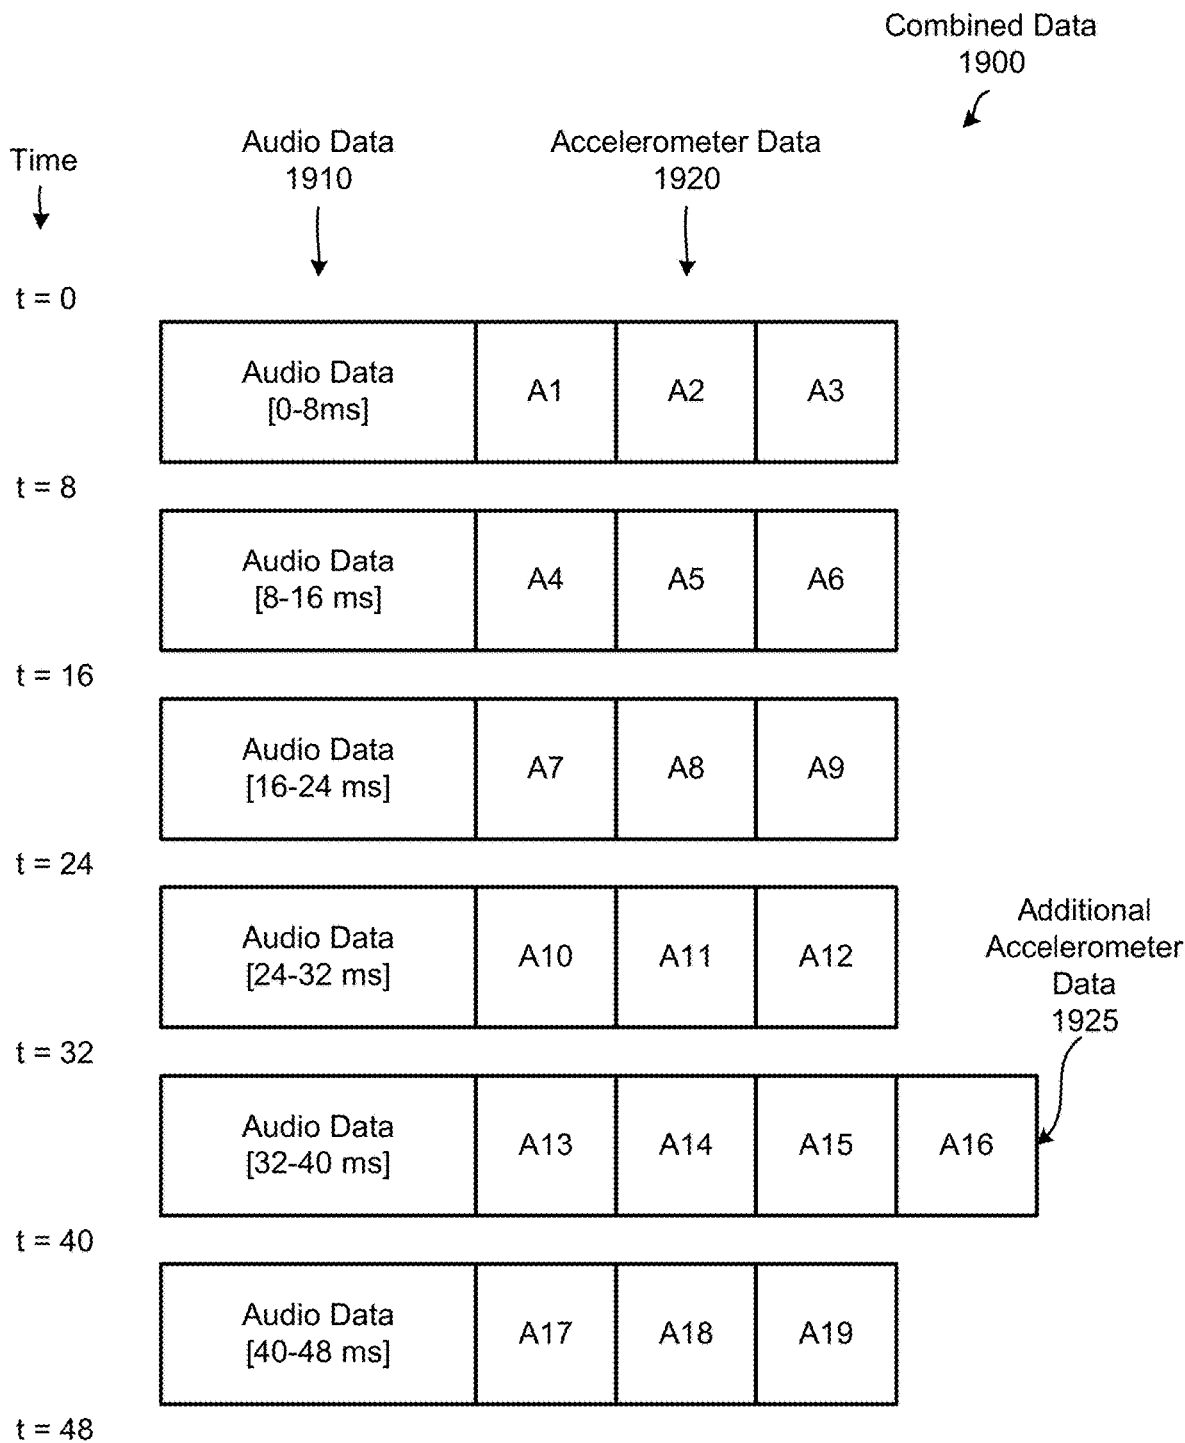 Combined Data
1900
Time
Audio Data
1910
Accelerometer Data
1920
t = 0
Audio Data
[0-8ms]
A1
A2
A3
t = 8
Audio Data
[8-16 ms]
A4
A5
A6
t = 16
Audio Data
[16-24 ms]
A7
A8
A9
t = 24
Audio Data
[24-32 ms]
A10
A11
A12
Additional
Accelerometer
Data
1925
t = 32
Audio Data
[32-40 ms]
A13
A14
A15
A16
t = 40
Audio Data
[40-48 ms]
A17
A18
A19
t = 48